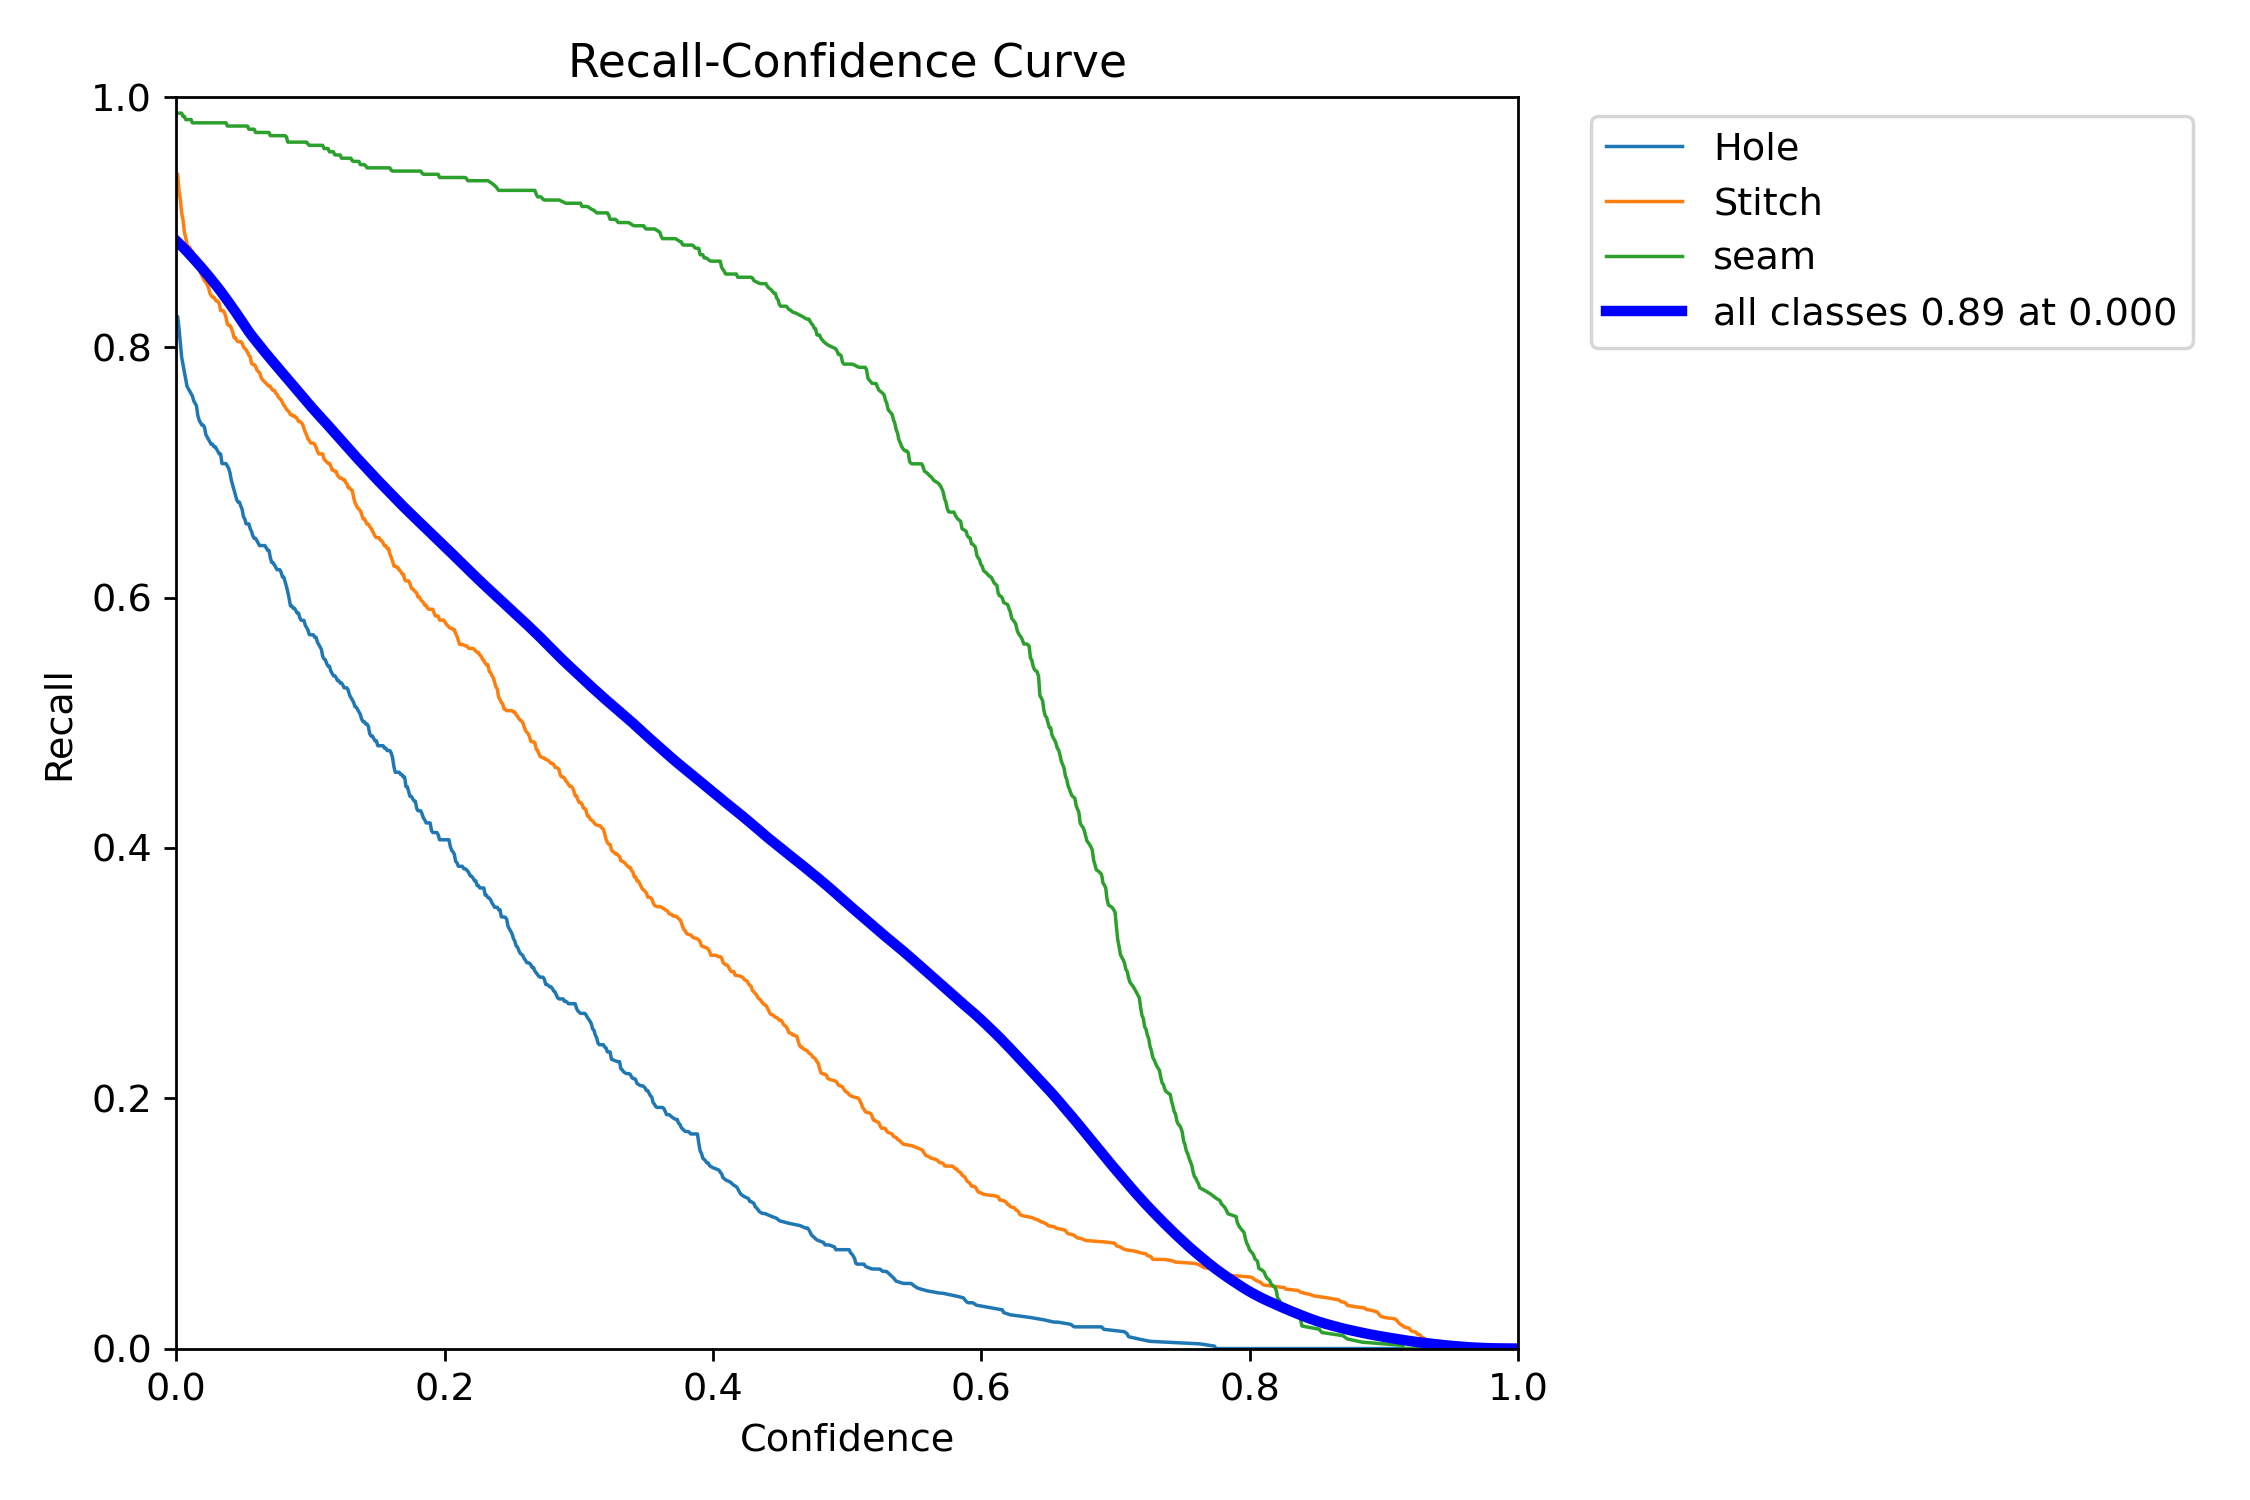 Recall-Confidence Curve
1.0
0.8
0.6
0.4
0.2
0.0
Recall
0.0 0.2 0.4 0.6 0.8 1.0
Confidence
Hole
Stitch
seam
all classes 0.89 at 0.000